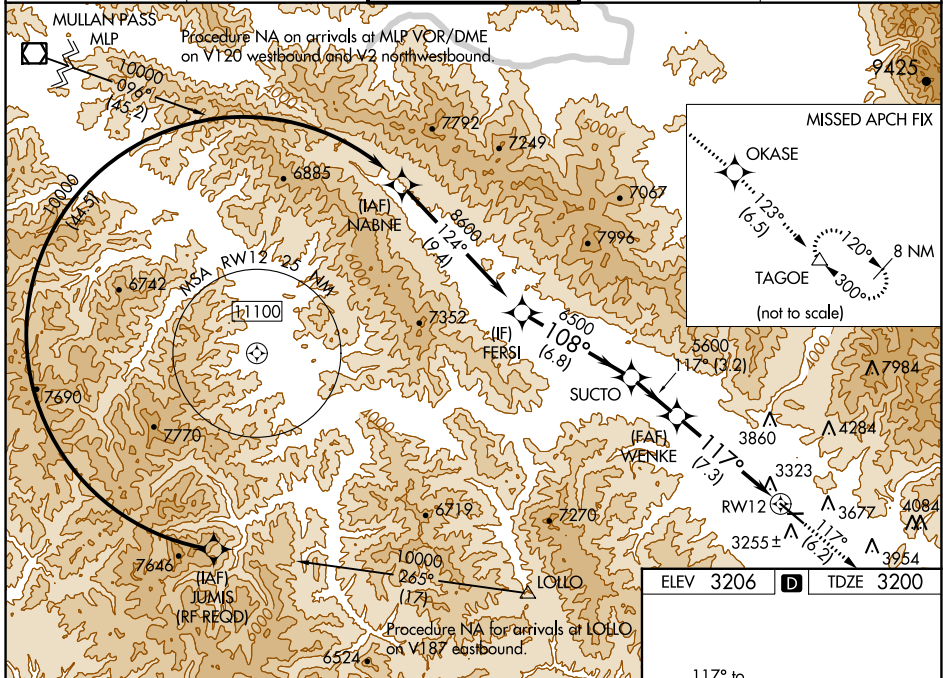 MULLAN PASS
MLP
Procedure NA on arrivals at MLP VOR/DME
on V120 westbound and V2 northwestbound.
10000
096°
(45.2)
9425
MISSED APCH FIX
OKASE
123°
(6.5)
120°
8 NM
TAGOE
300°
(not to scale)
7792
7249
5000
6885
7067
7996
10000
(44.5)
(IAF)
NABNE
8600
124°
(9.4)
MSA RW12 25 NM
11100
6742
7352
(IF)
FERSI
6500
108°
(6.8)
5600
117° (3.2)
SUCTO
7984
7690
7770
(FAF)
WENKE
3860
4284
117°
(7.3)
3323
RW12
3677
4084
3255±
117°
(6.2)
3954
6719
7270
7646
(IAF)
JUMIS
(RF REQD)
10000
265°
(17)
LOLLO
Procedure NA for arrivals at LOLLO
on V187 eastbound.
6524
ELEV 3206 D TDZE 3200
117° to